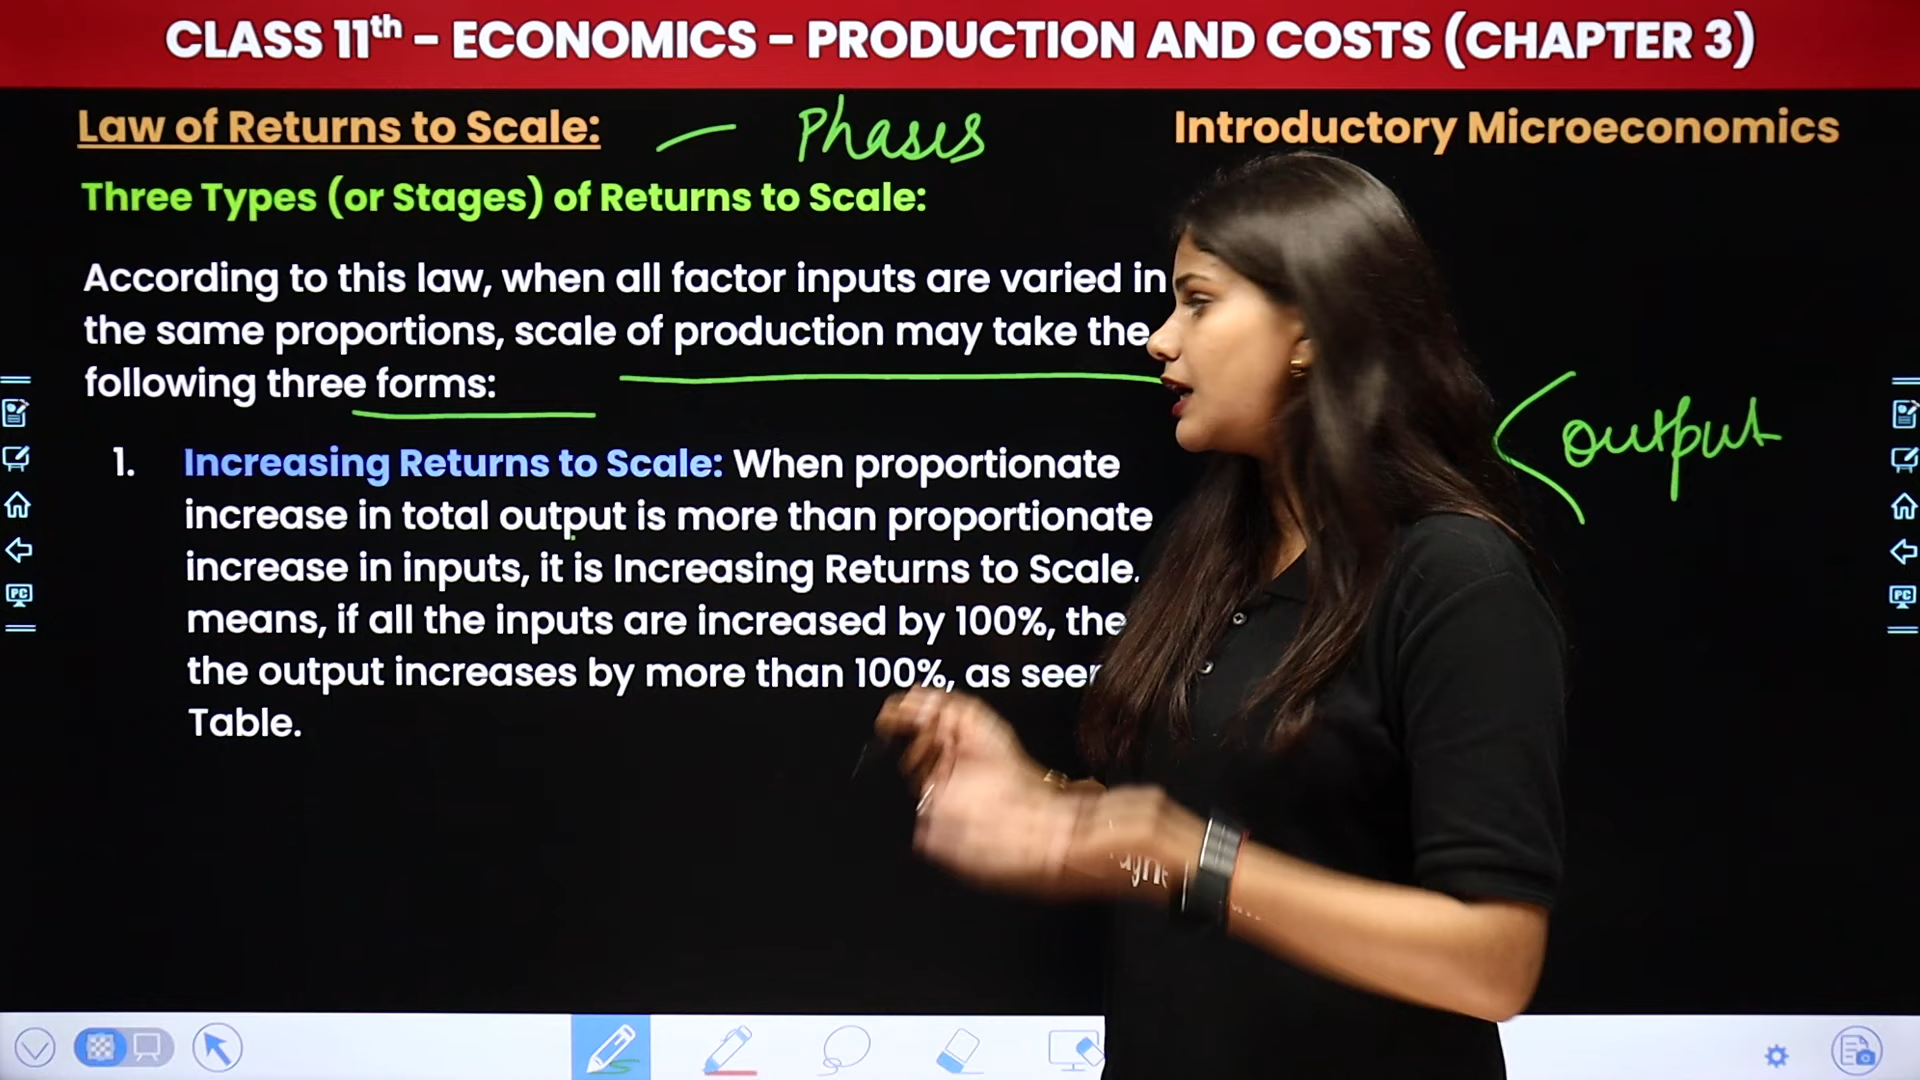 CLASS 11th - ECONOMICS - PRODUCTION AND COSTS (CHAPTER 3)
Law of Returns to Scale: — Phases
Introductory Microeconomics
Three Types (or Stages) of Returns to Scale:
According to this law, when all factor inputs are varied in
the same proportions, scale of production may take the
following three forms:
output
1. Increasing Returns to Scale: When proportionate
increase in total output is more than proportionate
increase in inputs, it is Increasing Returns to Scale.
means, if all the inputs are increased by 100%,
the output increases by more than 100%, as
Table.
PC
PC